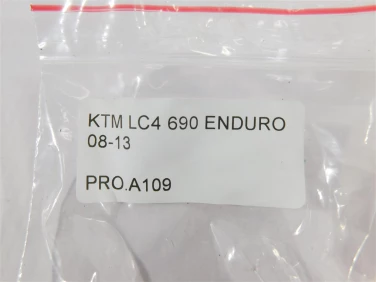 KTM LC4 690 ENDURO
08-13
PRO.A109